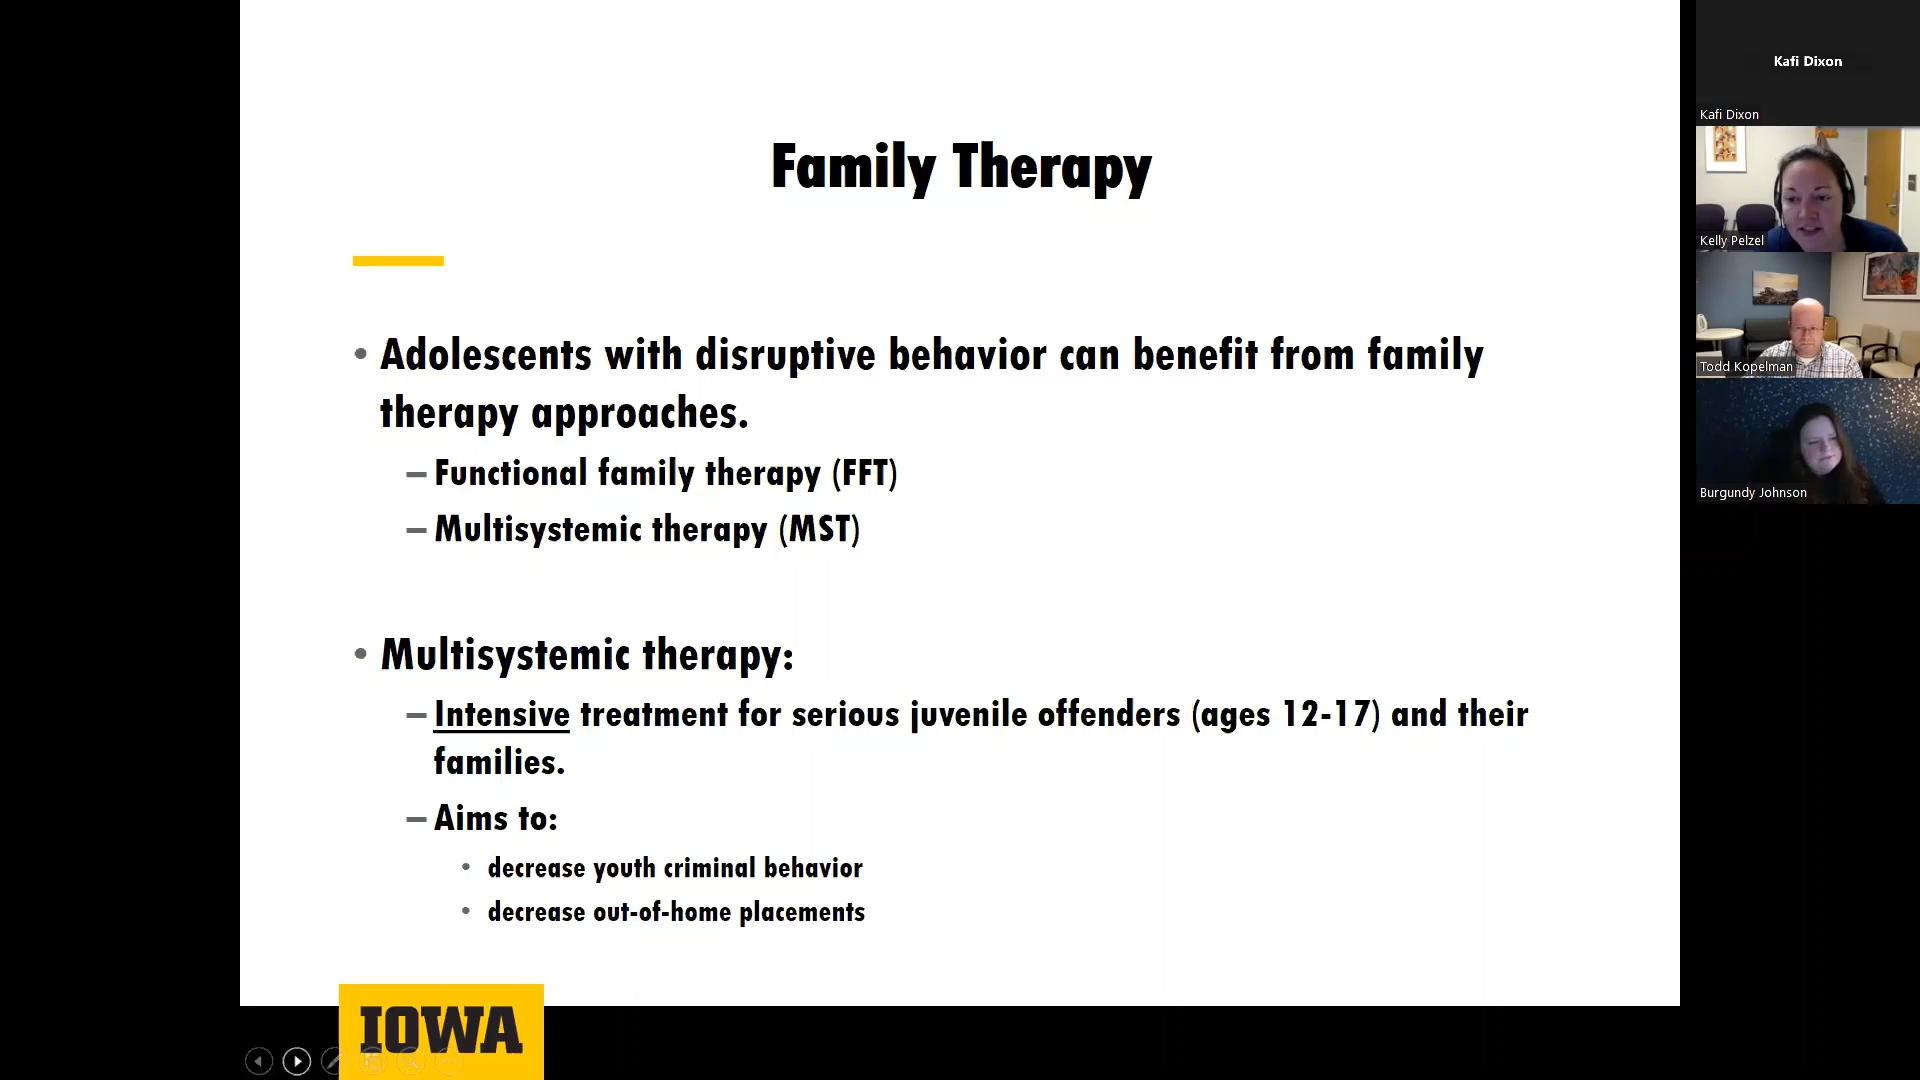 Family Therapy
• Adolescents with disruptive behavior can benefit from family
therapy approaches.
– Functional family therapy (FFT)
– Multisystemic therapy (MST)
• Multisystemic therapy:
– Intensive treatment for serious juvenile offenders (ages 12-17) and their
families.
– Aims to:
• decrease youth criminal behavior
• decrease out-of-home placements
IOWA
Kafi Dixon
Kafi Dixon
Kelly Pelzel
Todd Kopelman
Burgundy Johnson